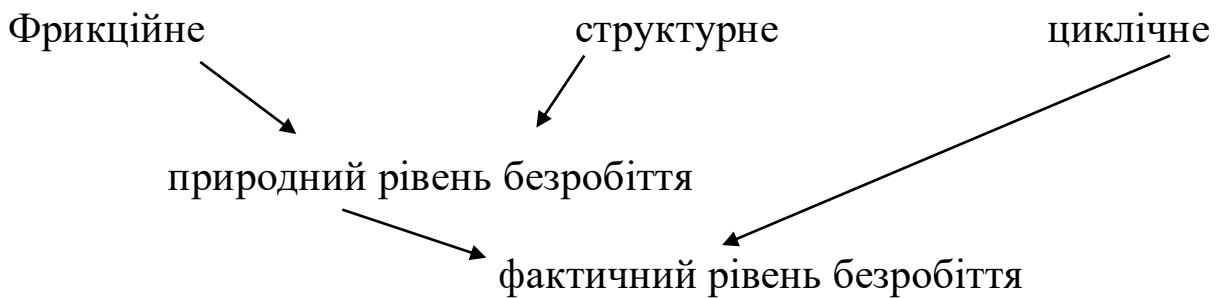 Фрикційне структурне циклічне
природний рівень безробіття
фактичний рівень безробіття